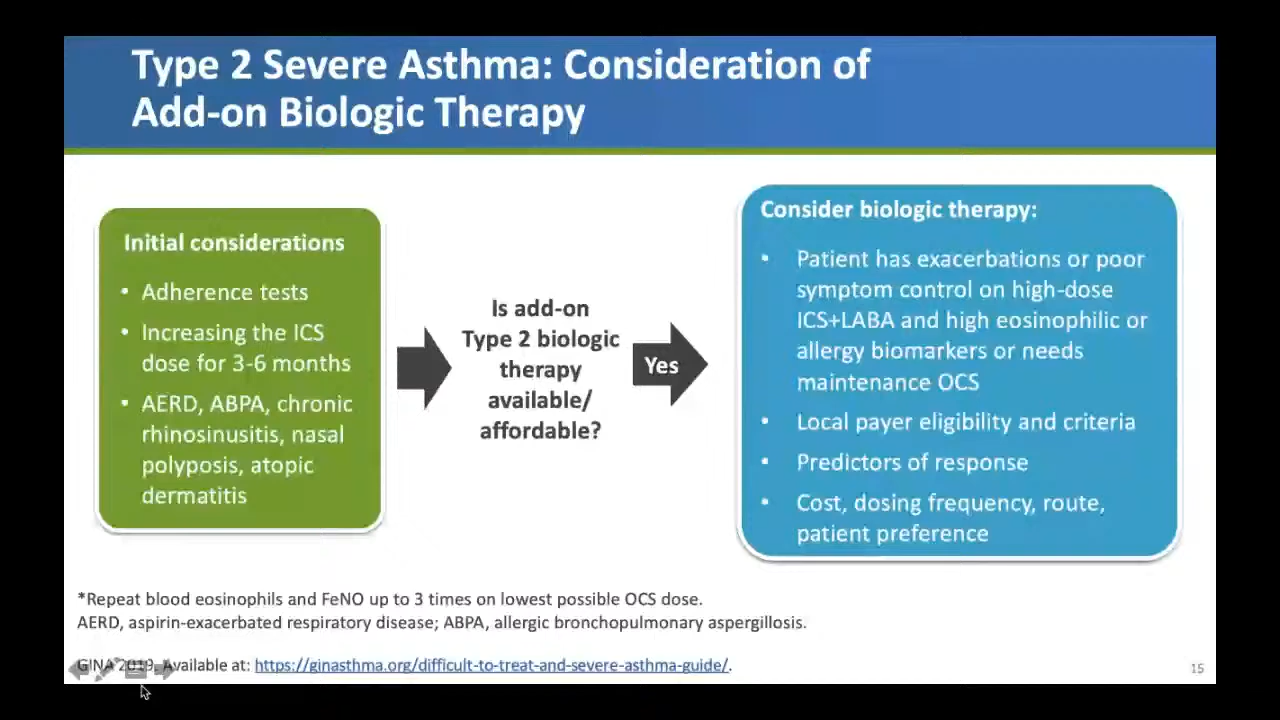 Type 2 Severe Asthma: Consideration of
Add-on Biologic Therapy
Initial considerations
• Adherence tests
• Increasing the ICS
dose for 3-6 months
• AERD, ABPA, chronic
rhinosinusitis, nasal
polyposis, atopic
dermatitis
Is add-on
Type 2 biologic
therapy
available/
affordable?
Yes
Consider biologic therapy:
• Patient has exacerbations or poor
symptom control on high-dose
ICS+LABA and high eosinophilic or
allergy biomarkers or needs
maintenance OCS
• Local payer eligibility and criteria
• Predictors of response
• Cost, dosing frequency, route,
patient preference
*Repeat blood eosinophils and FeNO up to 3 times on lowest possible OCS dose.
AERD, aspirin-exacerbated respiratory disease; ABPA, allergic bronchopulmonary aspergillosis.
GINA 2019. Available at: https://ginasthma.org/difficult-to-treat-and-severe-asthma-guide/.
15